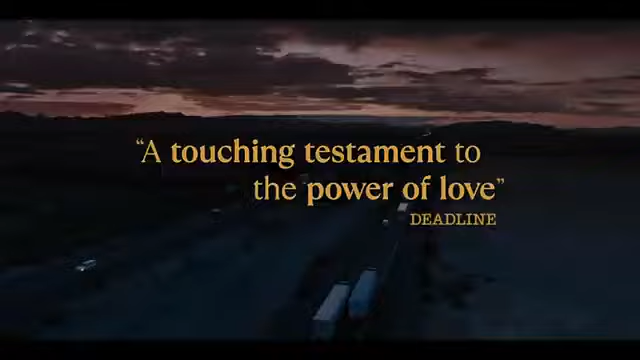 “A touching testament to
the power of love”
DEADLINE